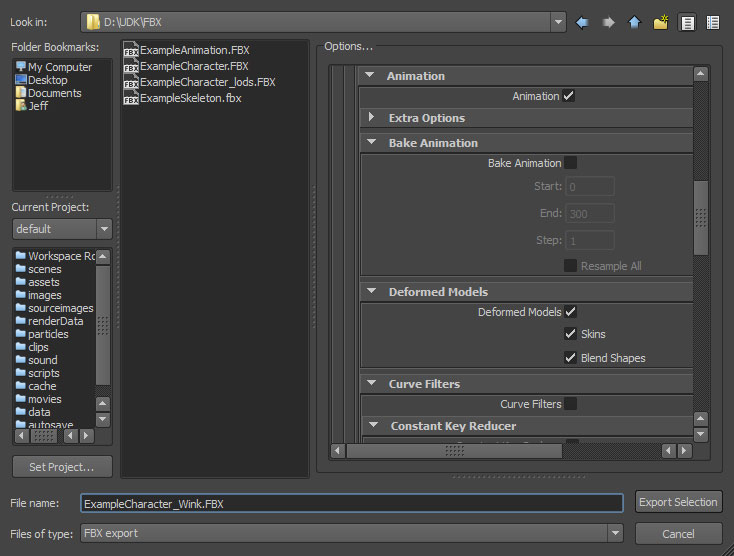 Look in: D:\UDK\FBX
Folder Bookmarks:
My Computer
Desktop
Documents
Jeff
Current Project:
default
Workspace Ro
scenes
assets
images
sourceimages
renderData
particles
clips
sound
scripts
cache
movies
data
autosave
Set Project...
FBX ExampleAnimation.FBX
FBX ExampleCharacter.FBX
FBX ExampleCharacter_lods.FBX
FBX ExampleSkeleton.fbx
Options...
Animation
Animation
Extra Options
Bake Animation
Bake Animation
Start: 0
End: 300
Step: 1
Resample All
Deformed Models
Deformed Models
Skins
Blend Shapes
Curve Filters
Curve Filters
Constant Key Reducer
File name: ExampleCharacter_Wink.FBX Export Selection
Files of type: FBX export Cancel